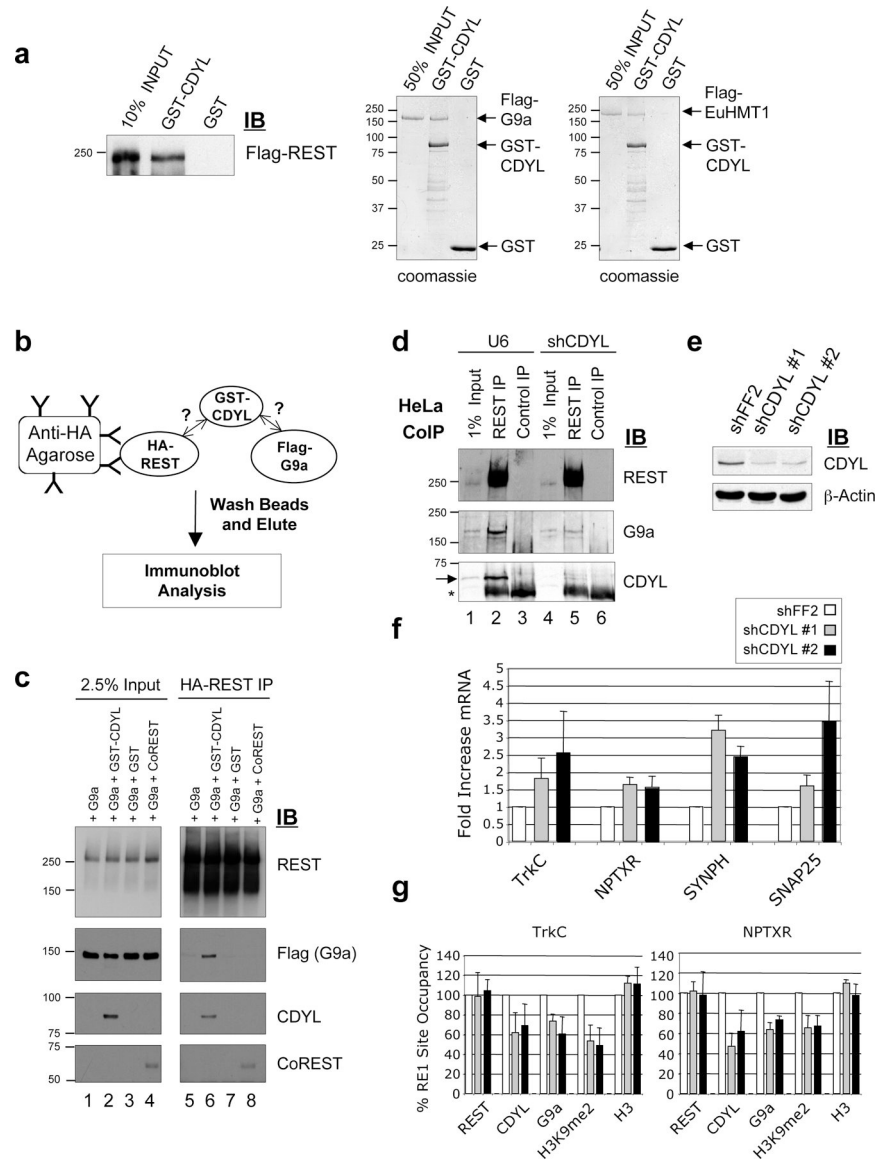 a
10% INPUT
GST-CDYL
GST
IB
250
Flag-REST
50% INPUT
GST-CDYL
GST
250
150
100
75
50
37
25
Flag-
G9a
GST-
CDYL
GST
coomassie
50% INPUT
GST-CDYL
GST
250
150
100
75
50
37
25
Flag-
EuHMT1
GST-
CDYL
GST
coomassie
b
Anti-HA
Agarose
HA-
REST
?
GST-
CDYL
?
Flag-
G9a
Wash Beads
and Elute
Immunoblot
Analysis
c
2.5% Input
HA-REST IP
+ G9a
+ G9a + GST-CDYL
+ G9a + GST
+ G9a + CoREST
+ G9a
+ G9a + GST-CDYL
+ G9a + GST
+ G9a + CoREST
IB
250
150
REST
150
Flag (G9a)
100
75
CDYL
75
50
CoREST
1 2 3 4 5 6 7 8
d
U6 shCDYL
HeLa
CoIP
1% Input
REST IP
Control IP
1% Input
REST IP
Control IP
IB
250
REST
250
150
G9a
75
*
CDYL
1 2 3 4 5 6
e
shFF2
shCDYL #1
shCDYL #2
IB
CDYL
β-Actin
f
shFF2
shCDYL #1
shCDYL #2
Fold Increase mRNA
5
4.5
4
3.5
3
2.5
2
1.5
1
0.5
TrkC
NPTXR
SYNPH
SNAP25
g
TrkC
NPTXR
% RE1 Site Occupancy
140
120
100
80
60
40
20
0
REST
CDYL
G9a
H3K9me2
H3
140
120
100
80
60
40
20
0
REST
CDYL
G9a
H3K9me2
H3